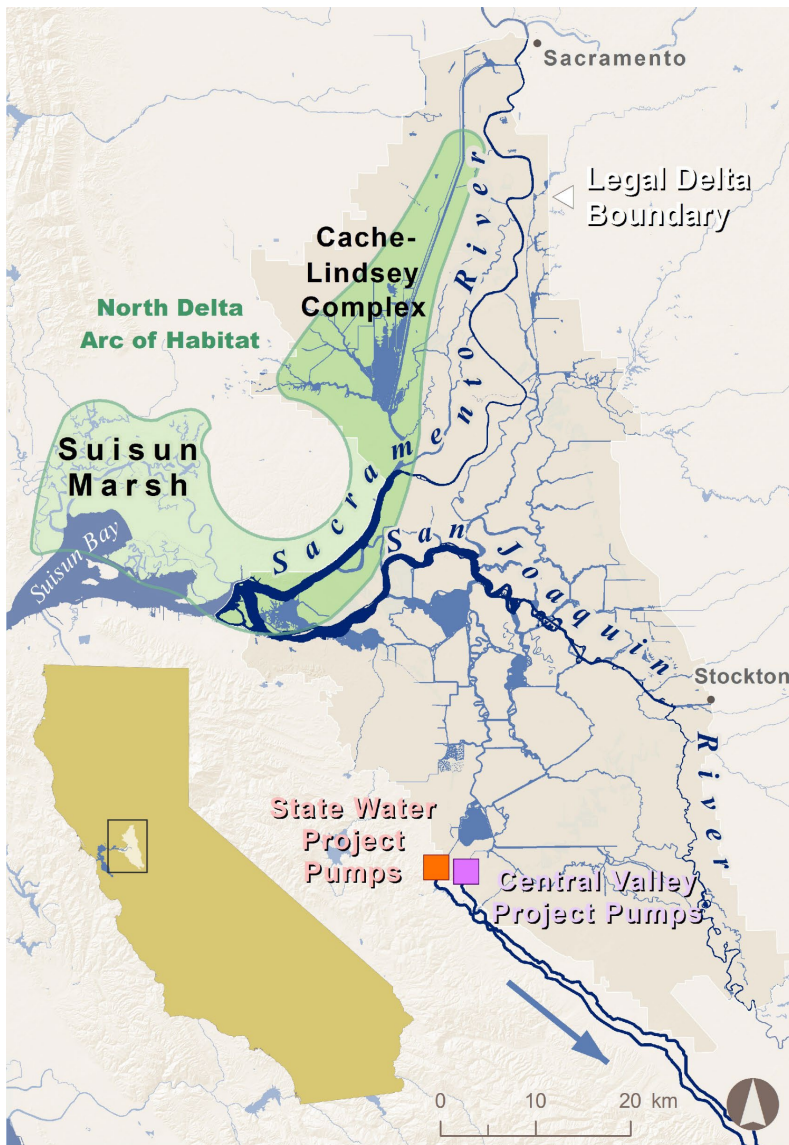 Sacramento
Legal Delta
Boundary
Cache-
Lindsey
Complex
North Delta
Arc of Habitat
Sacramento River
Suisun
Marsh
Suisun Bay
San Joaquin River
Stockton
State Water
Project
Pumps
Central Valley
Project Pumps
0 10 20 km